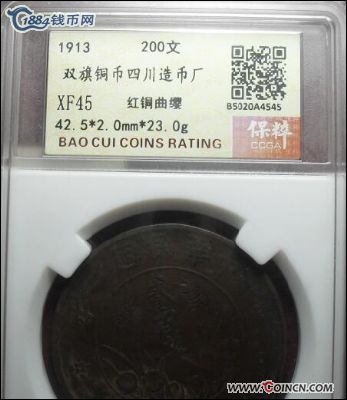 1884钱币网
1913 200文
双旗铜币四川造币厂
XF45 红铜曲缨
B5020A4545
42.5*2.0mm*23.0g
保粹
CCGA
BAO CUI COINS RATING
www.COINCN.com